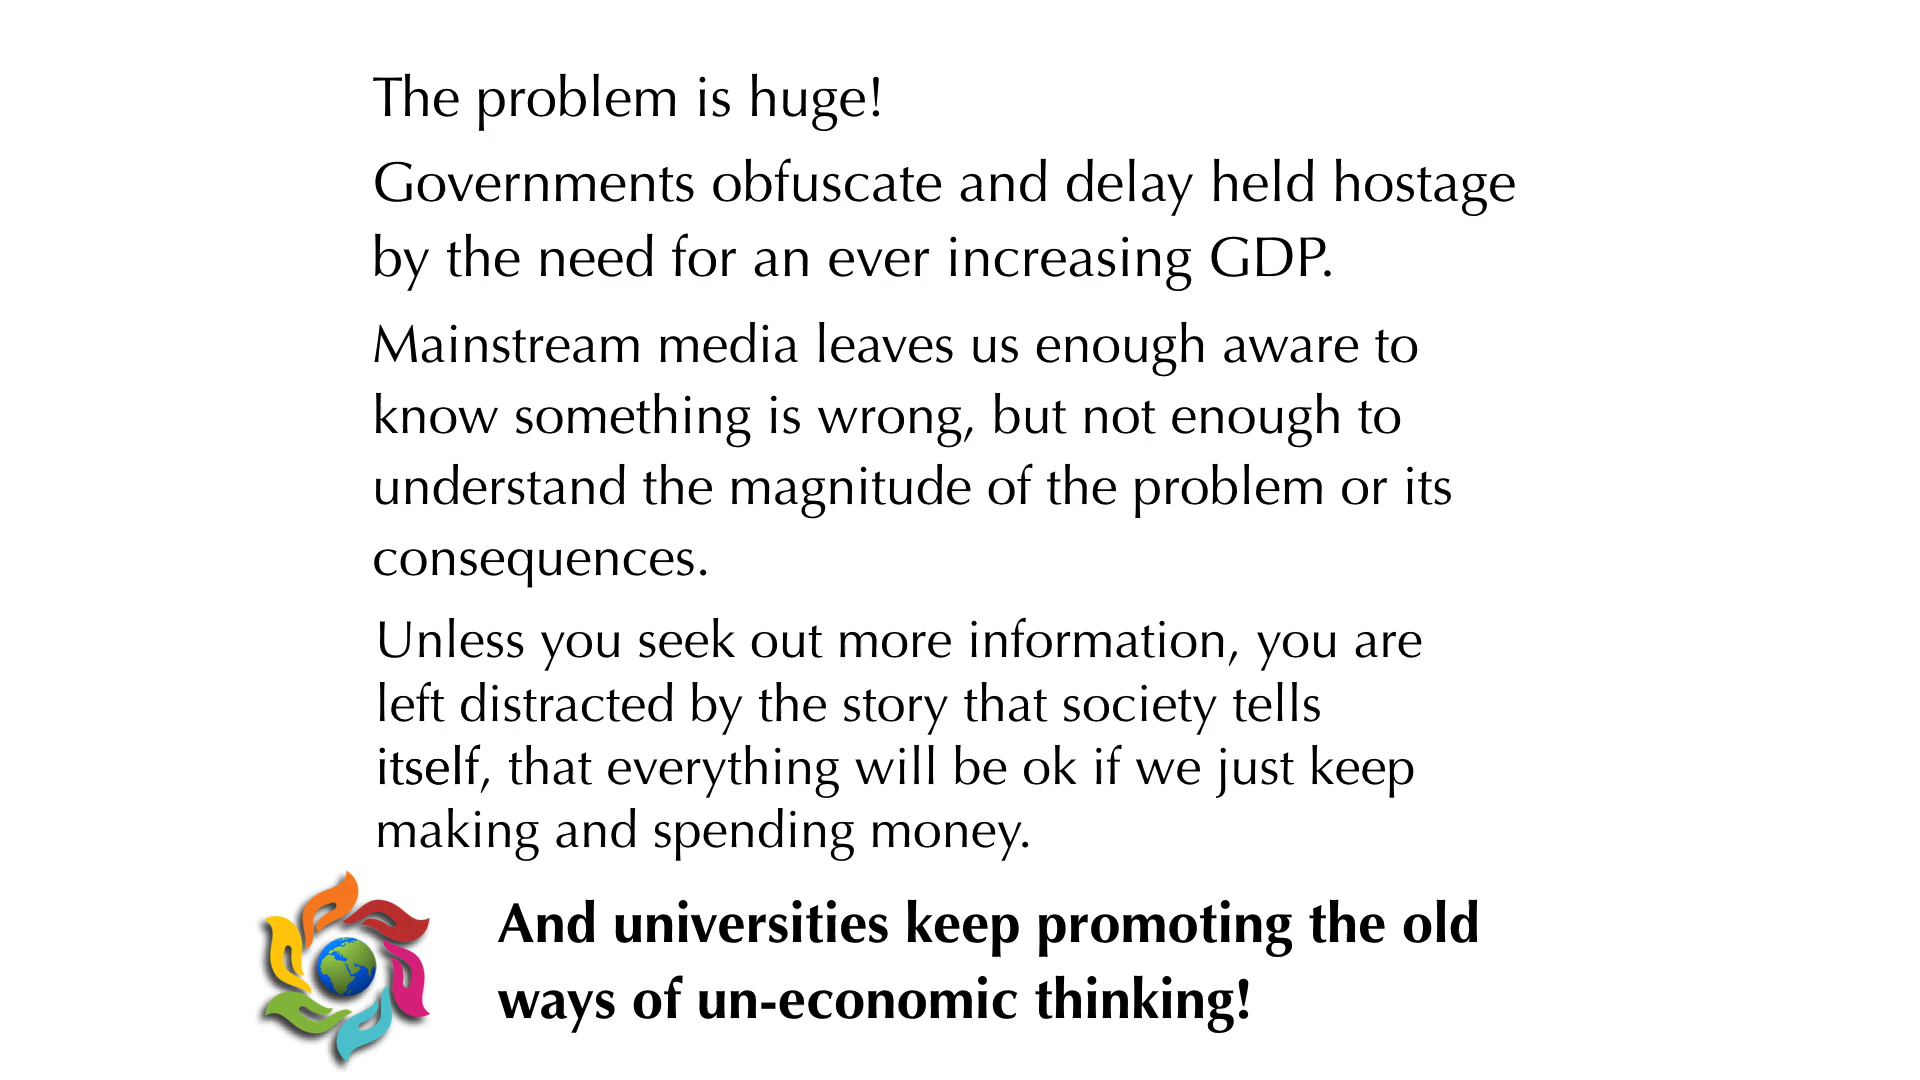 The problem is huge!
Governments obfuscate and delay held hostage
by the need for an ever increasing GDP.
Mainstream media leaves us enough aware to
know something is wrong, but not enough to
understand the magnitude of the problem or its
consequences.
Unless you seek out more information, you are
left distracted by the story that society tells
itself, that everything will be ok if we just keep
making and spending money.
And universities keep promoting the old
ways of un-economic thinking!